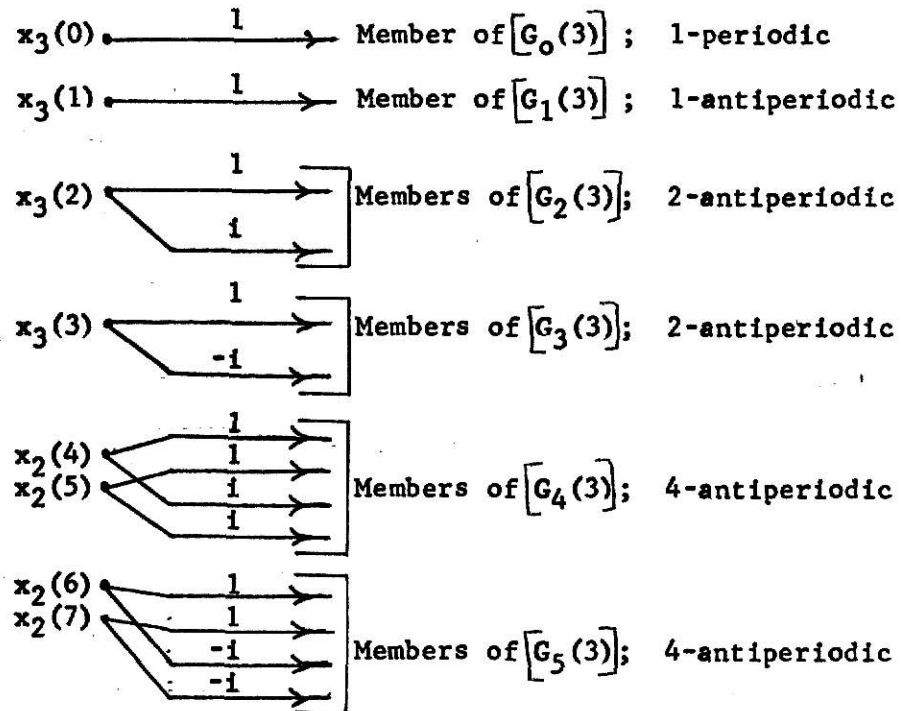 1
x₃(0) Member of [G₀(3)] ; 1-periodic
1
x₃(1) Member of [G₁(3)] ; 1-antiperiodic
1
x₃(2) Members of [G₂(3)]; 2-antiperiodic
i
1
x₃(3) Members of [G₃(3)]; 2-antiperiodic
-i
1
x₂(4)
1
x₂(5) Members of [G₄(3)]; 4-antiperiodic
i
i
x₂(6) 1
x₂(7) 1
-i Members of [G₅(3)]; 4-antiperiodic
-i